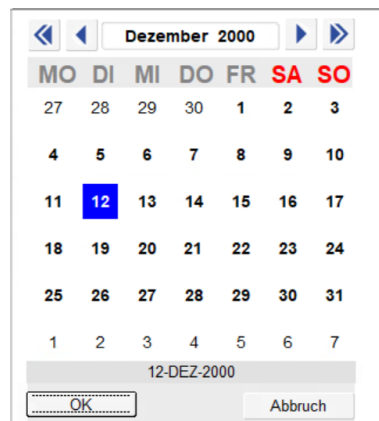 Dezember 2000
MO DI MI DO FR SA SO
27 28 29 30 1 2 3
4 5 6 7 8 9 10
11 12 13 14 15 16 17
18 19 20 21 22 23 24
25 26 27 28 29 30 31
1 2 3 4 5 6 7
12-DEZ-2000
OK Abbruch